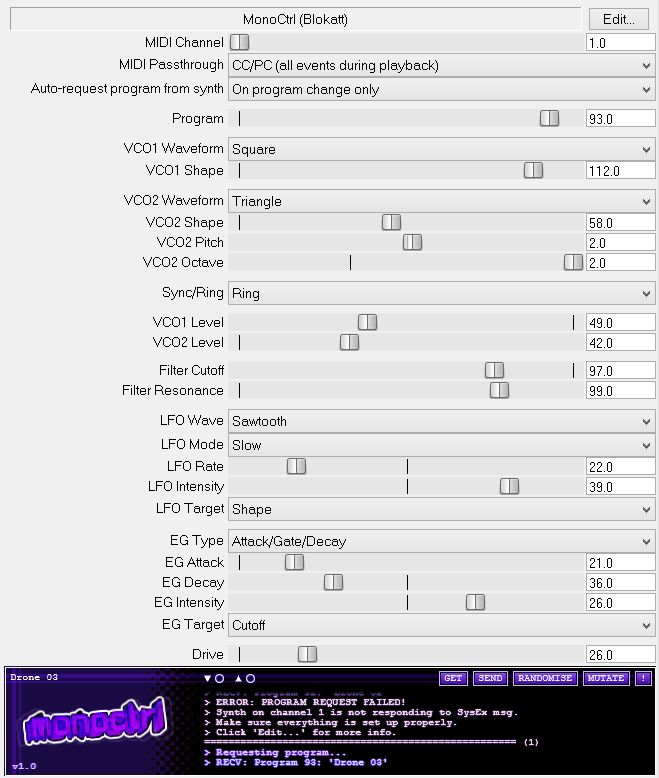 MonoCtrl (Blokatt) Edit...
MIDI Channel 1.0
MIDI Passthrough CC/PC (all events during playback)
Auto-request program from synth On program change only
Program 93.0
VCO1 Waveform Square
VCO1 Shape 112.0
VCO2 Waveform Triangle
VCO2 Shape 58.0
VCO2 Pitch 2.0
VCO2 Octave 2.0
Sync/Ring Ring
VCO1 Level 49.0
VCO2 Level 42.0
Filter Cutoff 97.0
Filter Resonance 99.0
LFO Wave Sawtooth
LFO Mode Slow
LFO Rate 22.0
LFO Intensity 39.0
LFO Target Shape
EG Type Attack/Gate/Decay
EG Attack 21.0
EG Decay 36.0
EG Intensity 26.0
EG Target Cutoff
Drive 26.0
Drone 03 GET SEND RANDOMISE MUTATE !
> ERROR: PROGRAM REQUEST FAILED!
> Synth on channel 1 is not responding to SysEx msg.
> Make sure everything is set up properly.
> Click 'Edit...' for more info.
(1)
> Requesting program...
> RECV: Program 93: 'Drone 03'
monoctrl
v1.0